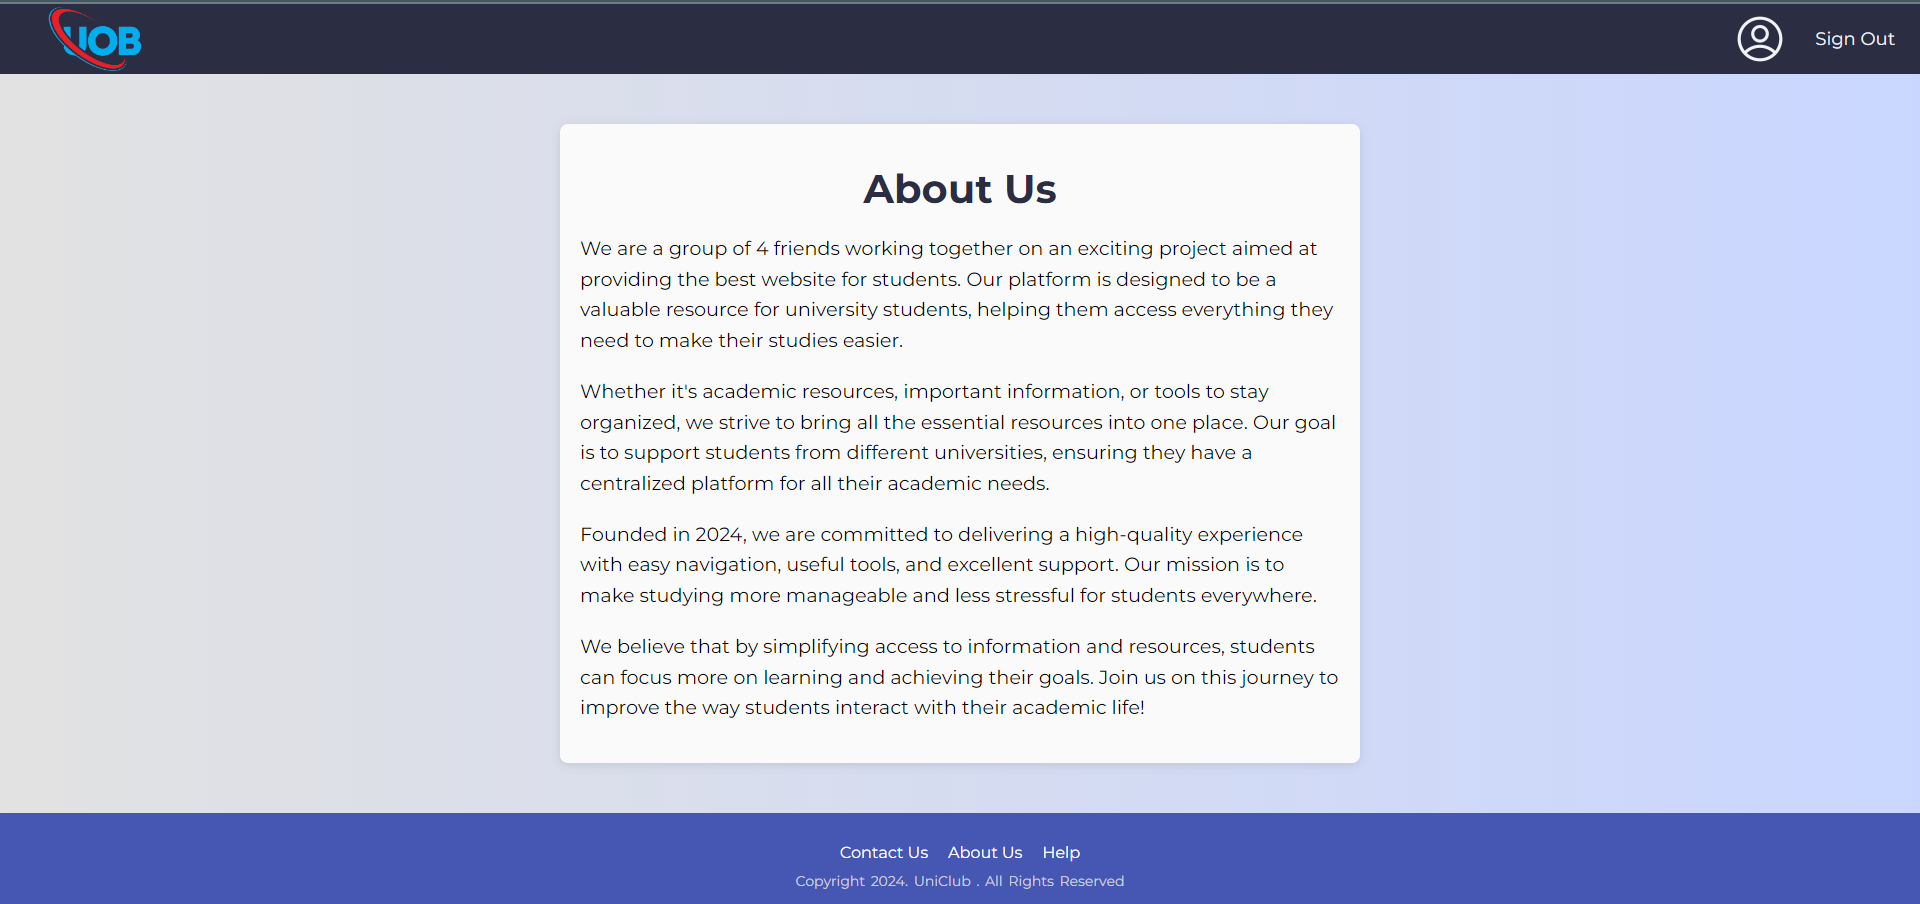 UOB
Sign Out
About Us
We are a group of 4 friends working together on an exciting project aimed at
providing the best website for students. Our platform is designed to be a
valuable resource for university students, helping them access everything they
need to make their studies easier.
Whether it's academic resources, important information, or tools to stay
organized, we strive to bring all the essential resources into one place. Our goal
is to support students from different universities, ensuring they have a
centralized platform for all their academic needs.
Founded in 2024, we are committed to delivering a high-quality experience
with easy navigation, useful tools, and excellent support. Our mission is to
make studying more manageable and less stressful for students everywhere.
We believe that by simplifying access to information and resources, students
can focus more on learning and achieving their goals. Join us on this journey to
improve the way students interact with their academic life!
Contact Us About Us Help
Copyright 2024. UniClub . All Rights Reserved